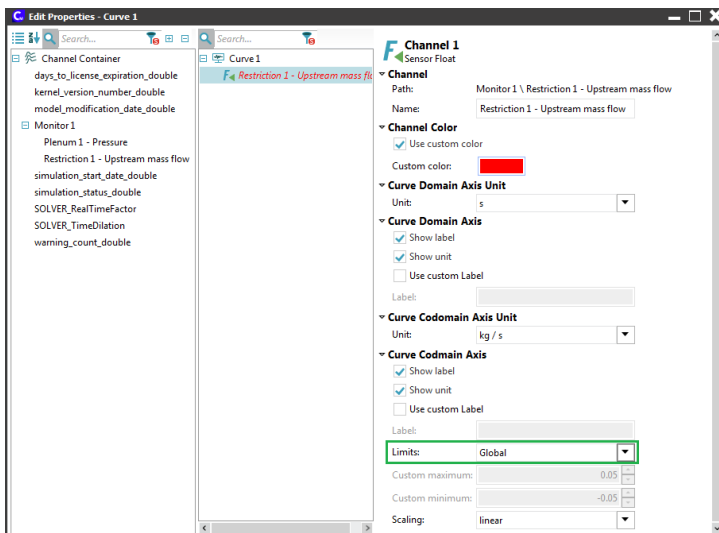 C. Edit Properties - Curve 1
Search...
Channel Container
days_to_license_expiration_double
kernel_version_number_double
model_modification_date_double
Monitor 1
Plenum 1 - Pressure
Restriction 1 - Upstream mass flow
simulation_start_date_double
simulation_status_double
SOLVER_RealTimeFactor
SOLVER_TimeDilation
warning_count_double
Search...
Curve 1
Restriction 1 - Upstream mass flo
Channel 1
Sensor Float
Channel
Path: Monitor 1 \ Restriction 1 - Upstream mass flow
Name: Restriction 1 - Upstream mass flow
Channel Color
Use custom color
Custom color:
Curve Domain Axis Unit
Unit: s
Curve Domain Axis
Show label
Show unit
Use custom Label
Label:
Curve Codomain Axis Unit
Unit: kg / s
Curve Codmain Axis
Show label
Show unit
Use custom Label
Label:
Limits: Global
Custom maximum: 0.05
Custom minimum: -0.05
Scaling: linear